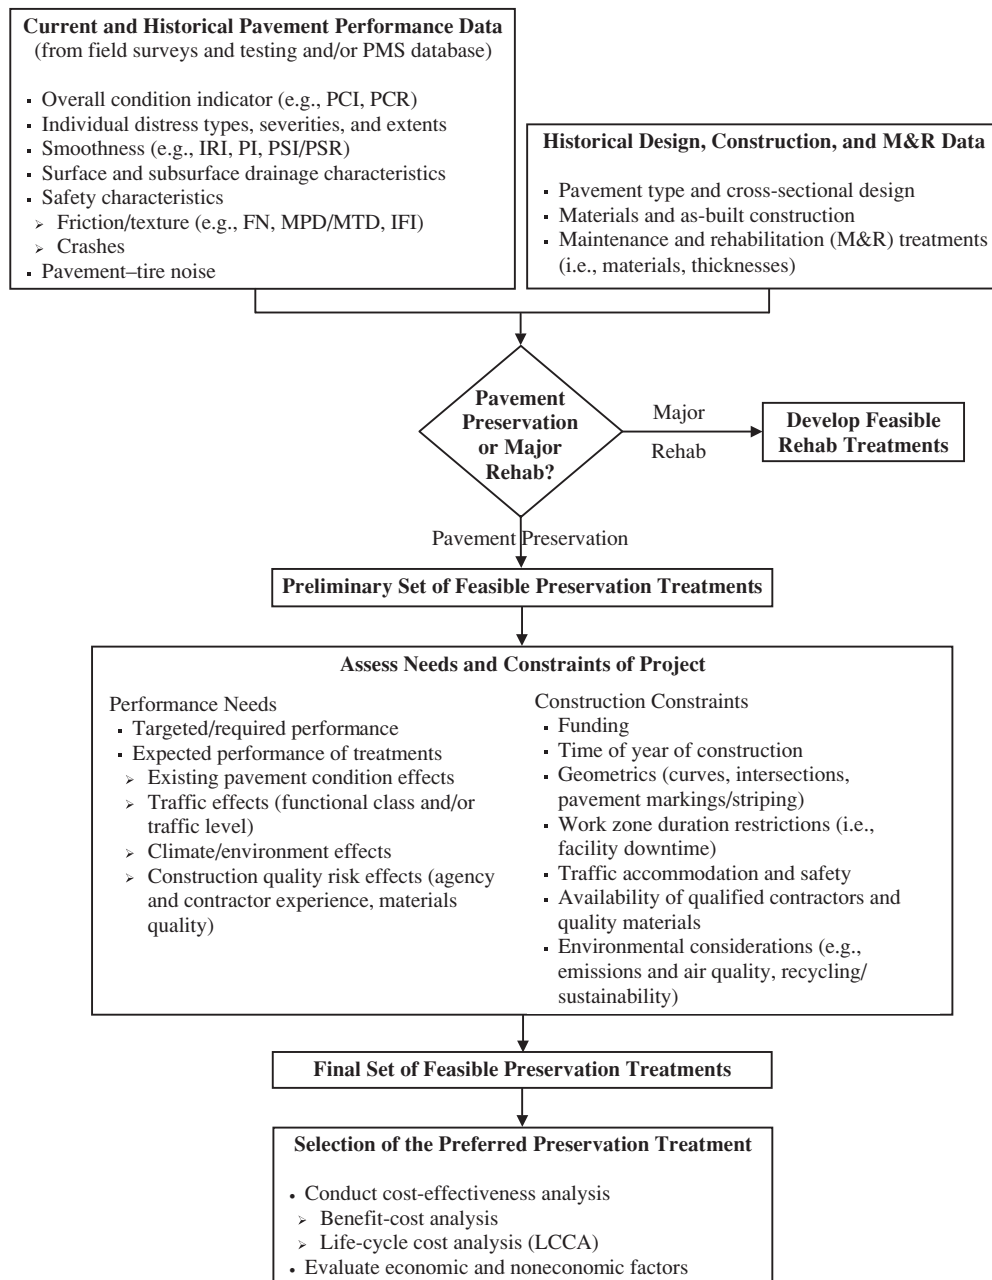 Current and Historical Pavement Performance Data
(from field surveys and testing and/or PMS database)
▪ Overall condition indicator (e.g., PCI, PCR)
▪ Individual distress types, severities, and extents
▪ Smoothness (e.g., IRI, PI, PSI/PSR)
▪ Surface and subsurface drainage characteristics
▪ Safety characteristics
➢ Friction/texture (e.g., FN, MPD/MTD, IFI)
➢ Crashes
▪ Pavement–tire noise
Historical Design, Construction, and M&R Data
▪ Pavement type and cross-sectional design
▪ Materials and as-built construction
▪ Maintenance and rehabilitation (M&R) treatments
(i.e., materials, thicknesses)
Pavement
Preservation
or Major
Rehab?
Major
Rehab
Develop Feasible
Rehab Treatments
Pavement Preservation
Preliminary Set of Feasible Preservation Treatments
Assess Needs and Constraints of Project
Performance Needs
▪ Targeted/required performance
▪ Expected performance of treatments
➢ Existing pavement condition effects
➢ Traffic effects (functional class and/or
traffic level)
➢ Climate/environment effects
➢ Construction quality risk effects (agency
and contractor experience, materials
quality)
Construction Constraints
▪ Funding
▪ Time of year of construction
▪ Geometrics (curves, intersections,
pavement markings/striping)
▪ Work zone duration restrictions (i.e.,
facility downtime)
▪ Traffic accommodation and safety
▪ Availability of qualified contractors and
quality materials
▪ Environmental considerations (e.g.,
emissions and air quality, recycling/
sustainability)
Final Set of Feasible Preservation Treatments
Selection of the Preferred Preservation Treatment
• Conduct cost-effectiveness analysis
➢ Benefit-cost analysis
➢ Life-cycle cost analysis (LCCA)
• Evaluate economic and noneconomic factors